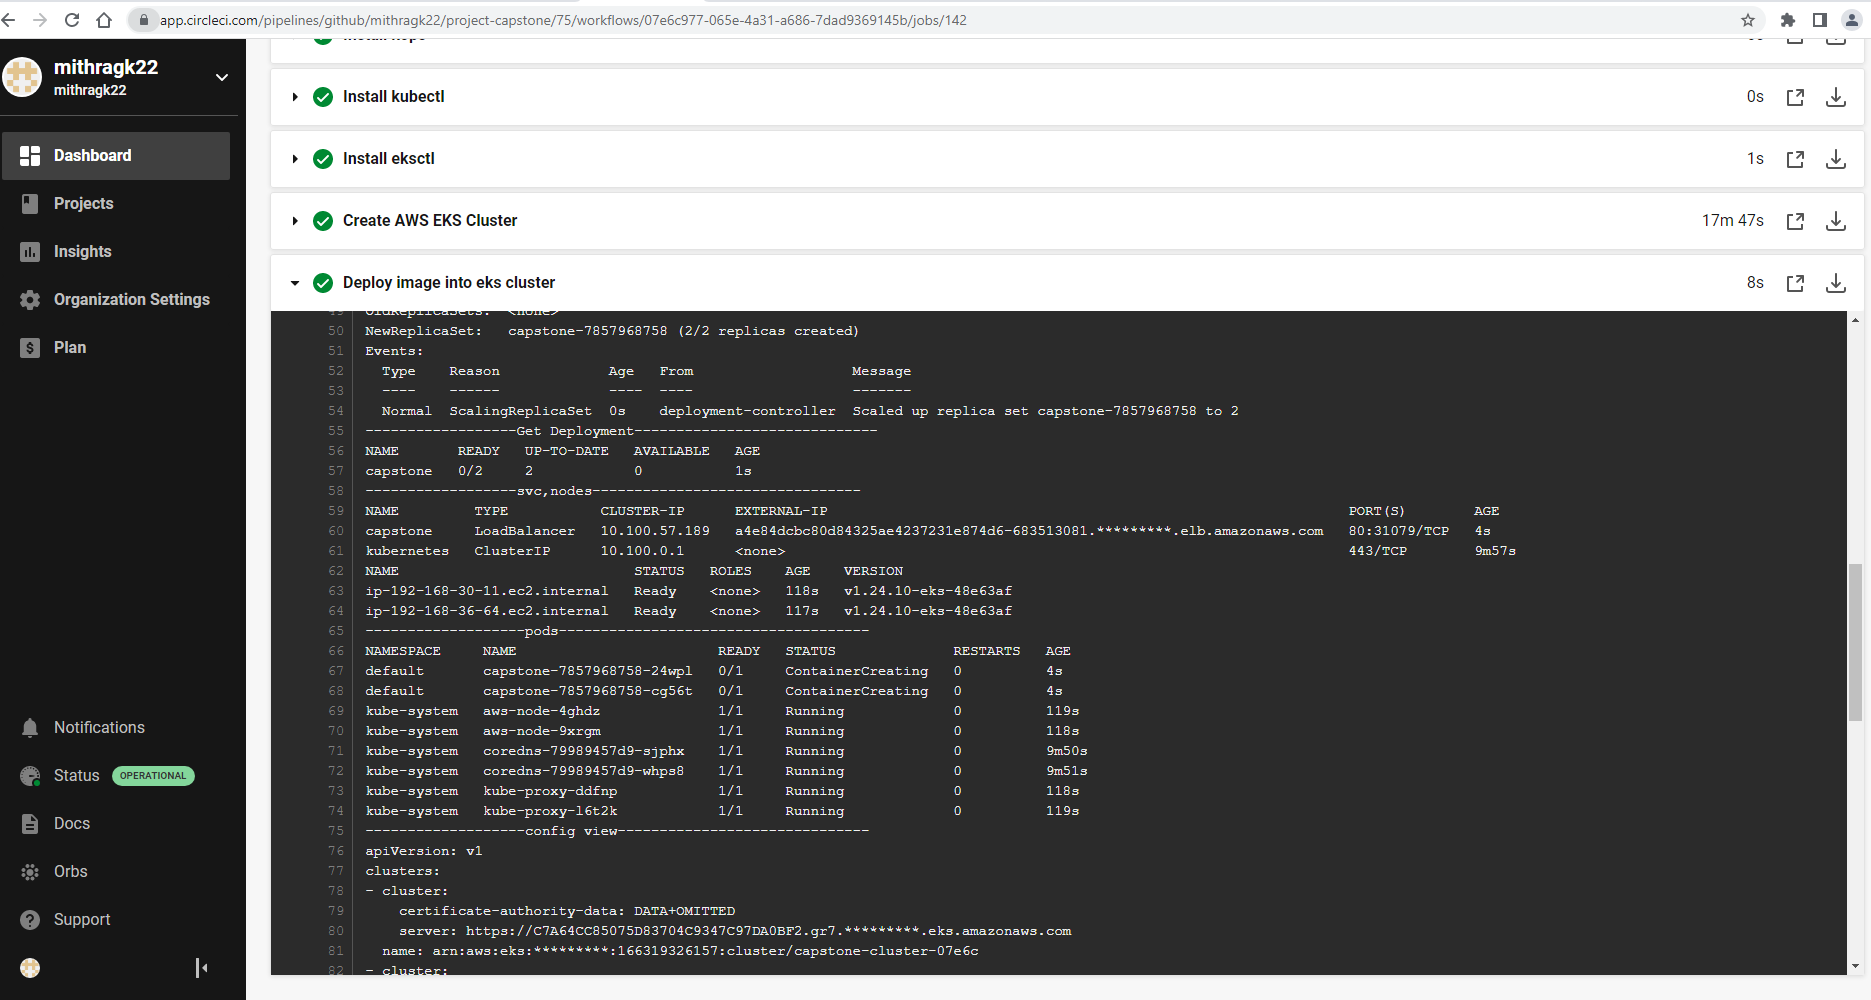 app.circleci.com/pipelines/github/mithragk22/project-capstone/75/workflows/07e6c977-065e-4a31-a686-7dad9369145b/jobs/142
mithragk22
mithragk22
Dashboard
Projects
Insights
Organization Settings
Plan
Notifications
Status OPERATIONAL
Docs
Orbs
Support
Install kubectl 0s
Install eksctl 1s
Create AWS EKS Cluster 17m 47s
Deploy image into eks cluster 8s
49 OldReplicaSets: <none>
50 NewReplicaSet: capstone-7857968758 (2/2 replicas created)
51 Events:
52 Type Reason Age From Message
53 ---- ------ ---- ---- -------
54 Normal ScalingReplicaSet 0s deployment-controller Scaled up replica set capstone-7857968758 to 2
55 ------------------Get Deployment-----------------------------
56 NAME READY UP-TO-DATE AVAILABLE AGE
57 capstone 0/2 2 0 1s
58 ------------------svc,nodes--------------------------------
59 NAME TYPE CLUSTER-IP EXTERNAL-IP PORT(S) AGE
60 capstone LoadBalancer 10.100.57.189 a4e84dcbc80d84325ae4237231e874d6-683513081.*********.elb.amazonaws.com 80:31079/TCP 4s
61 kubernetes ClusterIP 10.100.0.1 <none> 443/TCP 9m57s
62 NAME STATUS ROLES AGE VERSION
63 ip-192-168-30-11.ec2.internal Ready <none> 118s v1.24.10-eks-48e63af
64 ip-192-168-36-64.ec2.internal Ready <none> 117s v1.24.10-eks-48e63af
65 -------------------pods-------------------------------------
66 NAMESPACE NAME READY STATUS RESTARTS AGE
67 default capstone-7857968758-24wpl 0/1 ContainerCreating 0 4s
68 default capstone-7857968758-cg56t 0/1 ContainerCreating 0 4s
69 kube-system aws-node-4ghdz 1/1 Running 0 119s
70 kube-system aws-node-9xrgm 1/1 Running 0 118s
71 kube-system coredns-79989457d9-sjphx 1/1 Running 0 9m50s
72 kube-system coredns-79989457d9-whps8 1/1 Running 0 9m51s
73 kube-system kube-proxy-ddfnp 1/1 Running 0 118s
74 kube-system kube-proxy-l6t2k 1/1 Running 0 119s
75 -------------------config view------------------------------
76 apiVersion: v1
77 clusters:
78 - cluster:
79 certificate-authority-data: DATA+OMITTED
80 server: https://C7A64CC85075D83704C9347C97DA0BF2.gr7.*********.eks.amazonaws.com
81 name: arn:aws:eks:*********:166319326157:cluster/capstone-cluster-07e6c
82 - cluster: